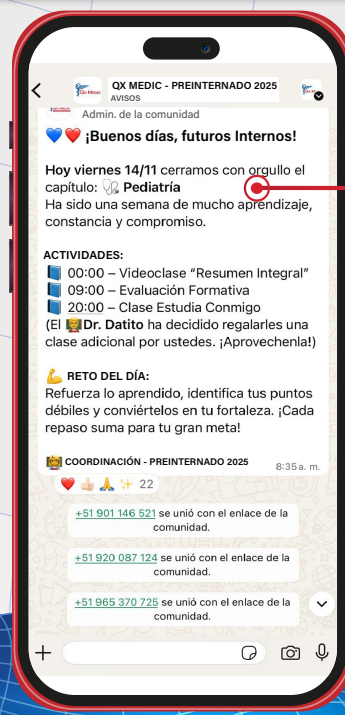 QX MEDIC - PREINTERNADO 2025
AVISOS
Admin. de la comunidad
💙❤️ ¡Buenos días, futuros Internos!
Hoy viernes 14/11 cerramos con orgullo el
capítulo: 🩺 Pediatría
Ha sido una semana de mucho aprendizaje,
constancia y compromiso.
ACTIVIDADES:
📘 00:00 – Videoclase “Resumen Integral”
📘 09:00 – Evaluación Formativa
📘 20:00 – Clase Estudia Conmigo
(El Dr. Datito ha decidido regalarles una
clase adicional por ustedes. ¡Aprovechenla!)
💪 RETO DEL DÍA:
Refuerza lo aprendido, identifica tus puntos
débiles y conviértelos en tu fortaleza. ¡Cada
repaso suma para tu gran meta!
COORDINACIÓN - PREINTERNADO 2025
8:35 a. m.
❤️👍🏻🙏✨ 22
+51 901 146 521 se unió con el enlace de la
comunidad.
+51 920 087 124 se unió con el enlace de la
comunidad.
+51 965 370 725 se unió con el enlace de la
comunidad.